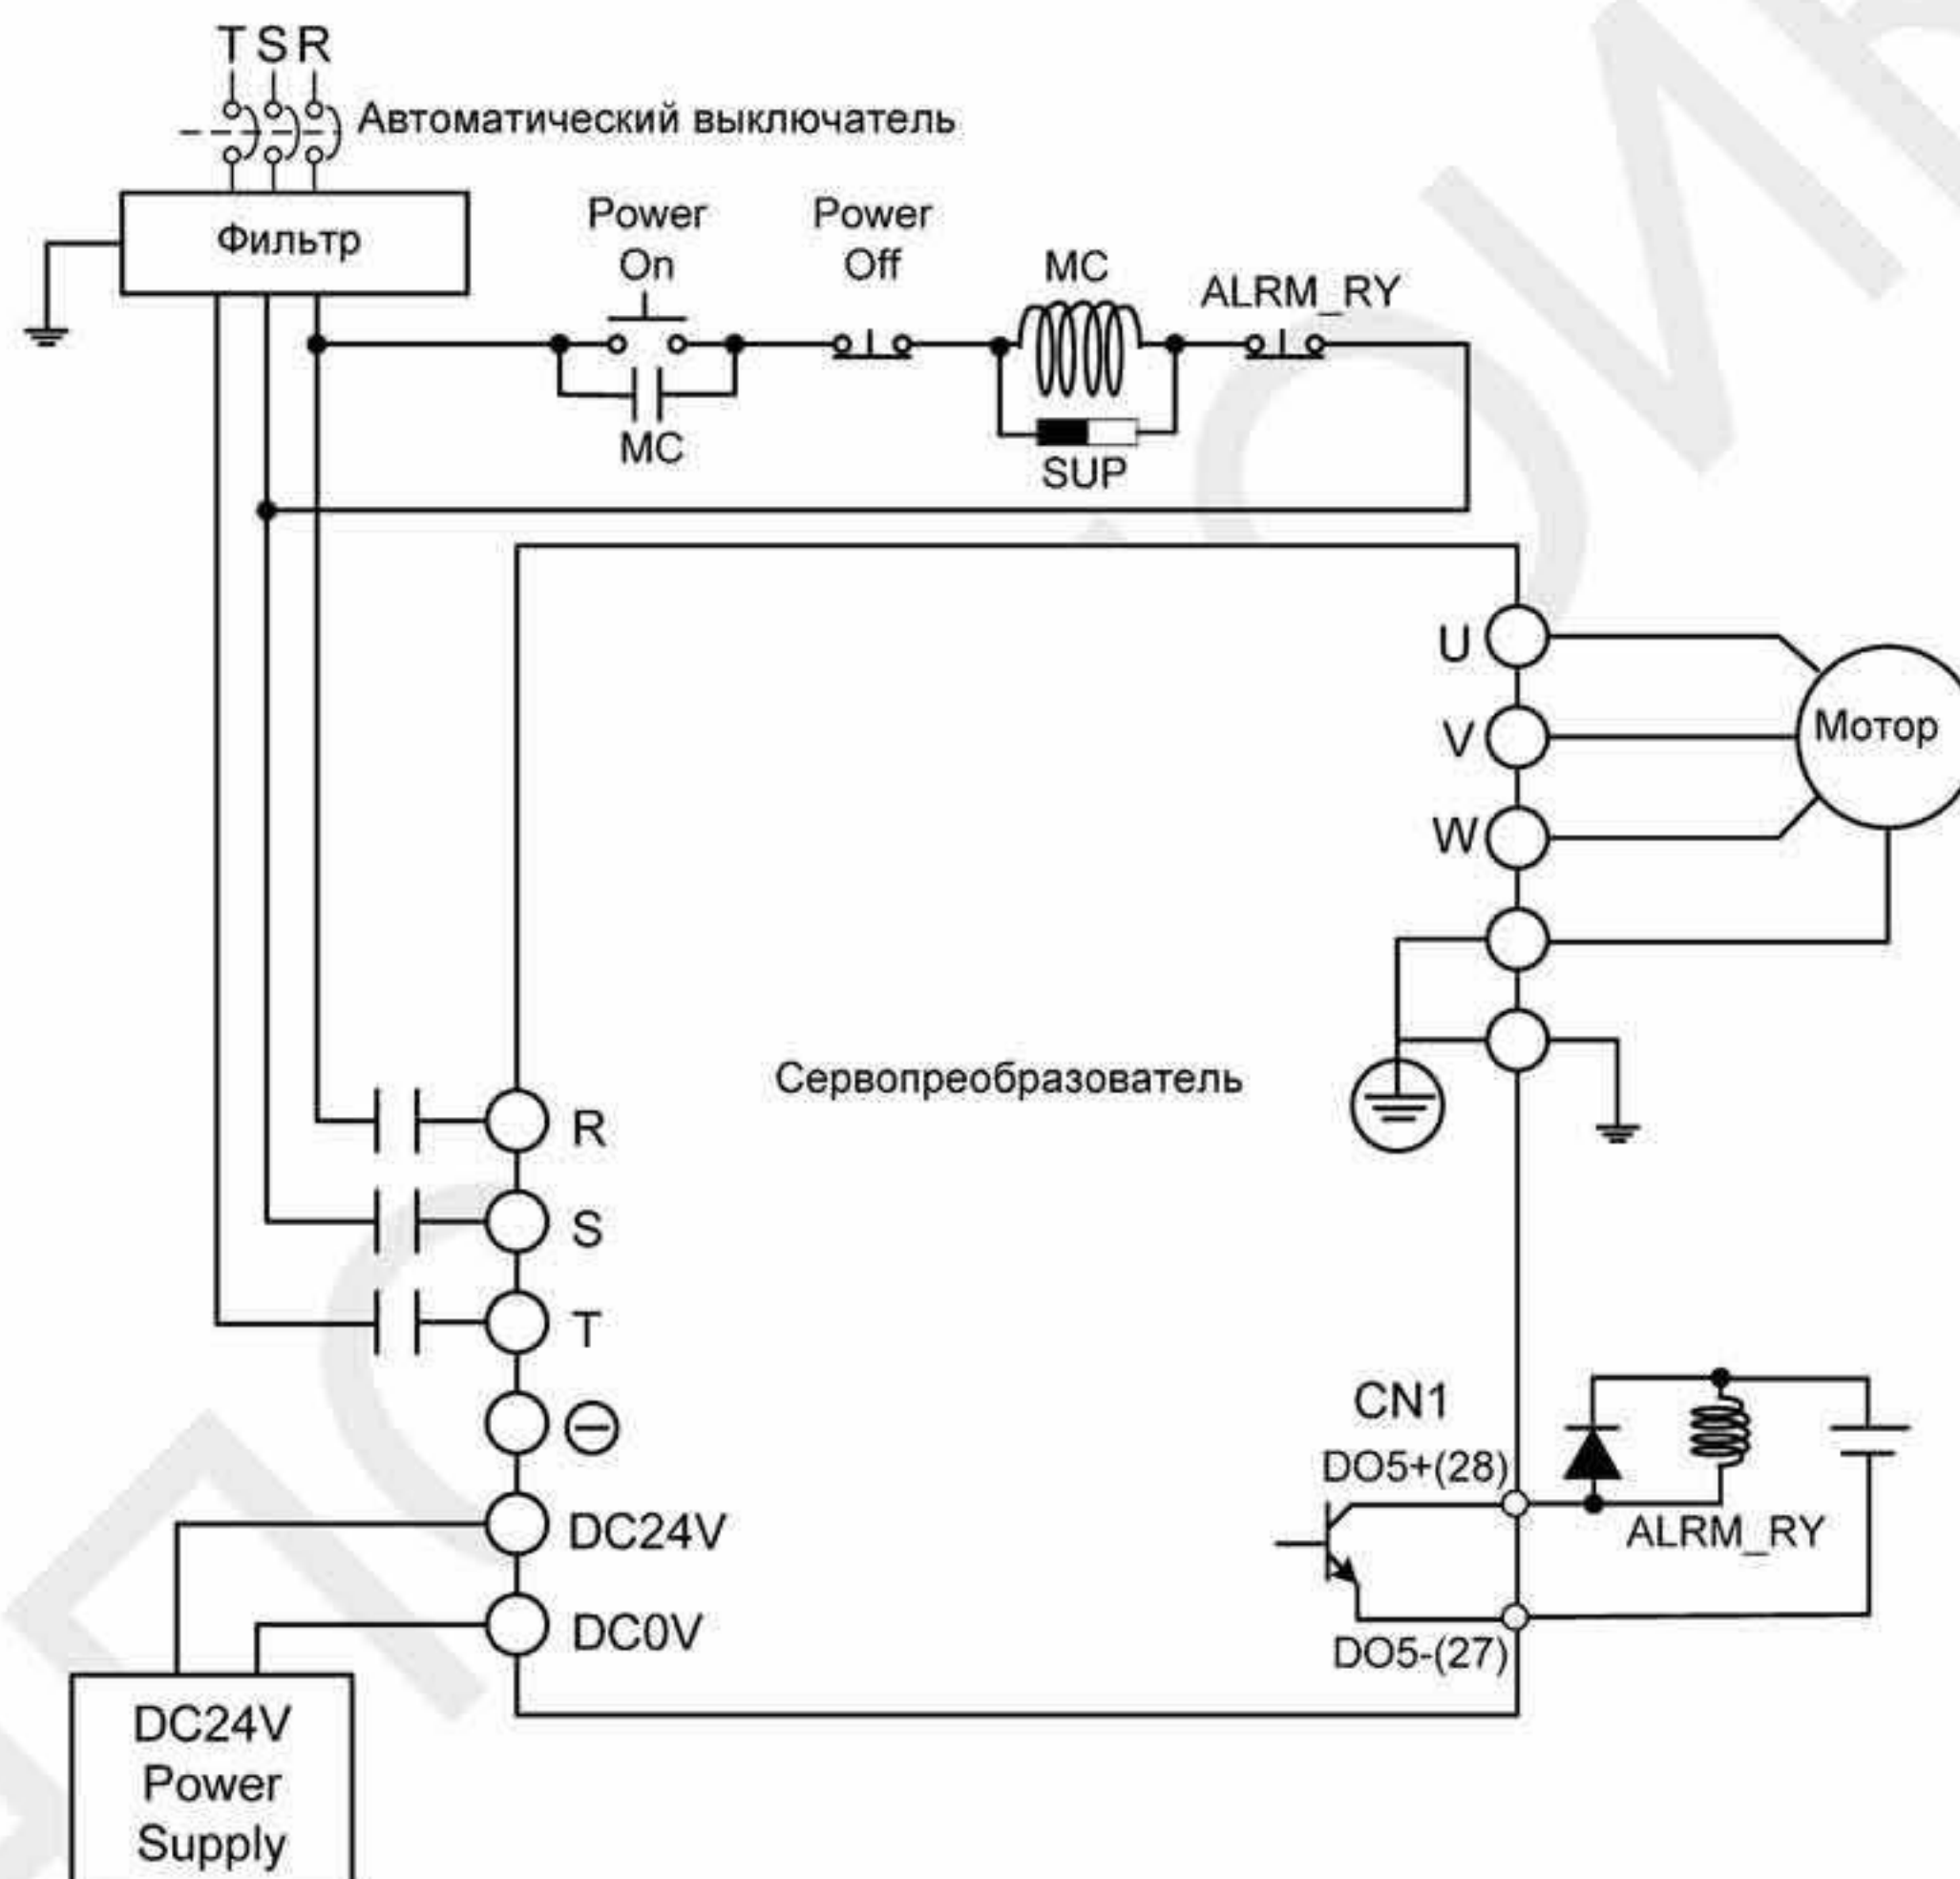 T S R
Автоматический выключатель
Фильтр
Power
On
Power
Off
MC
ALRM_RY
MC
SUP
U
V
W
Мотор
Сервопреобразователь
R
S
T
DC24V
DC0V
CN1
DO5+(28)
ALRM_RY
DO5-(27)
DC24V
Power
Supply